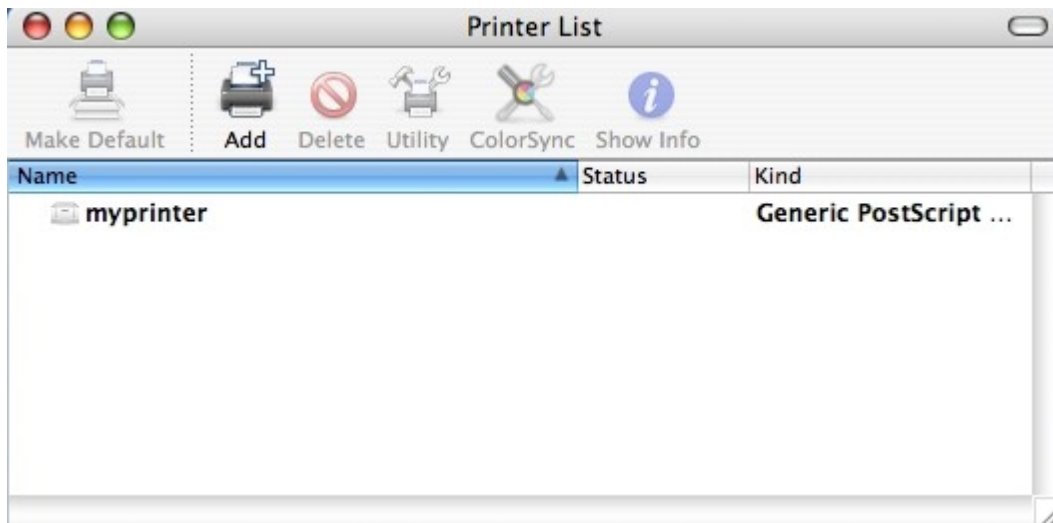 Printer List
Make Default Add Delete Utility ColorSync Show Info
Name Status Kind
myprinter Generic PostScript ...